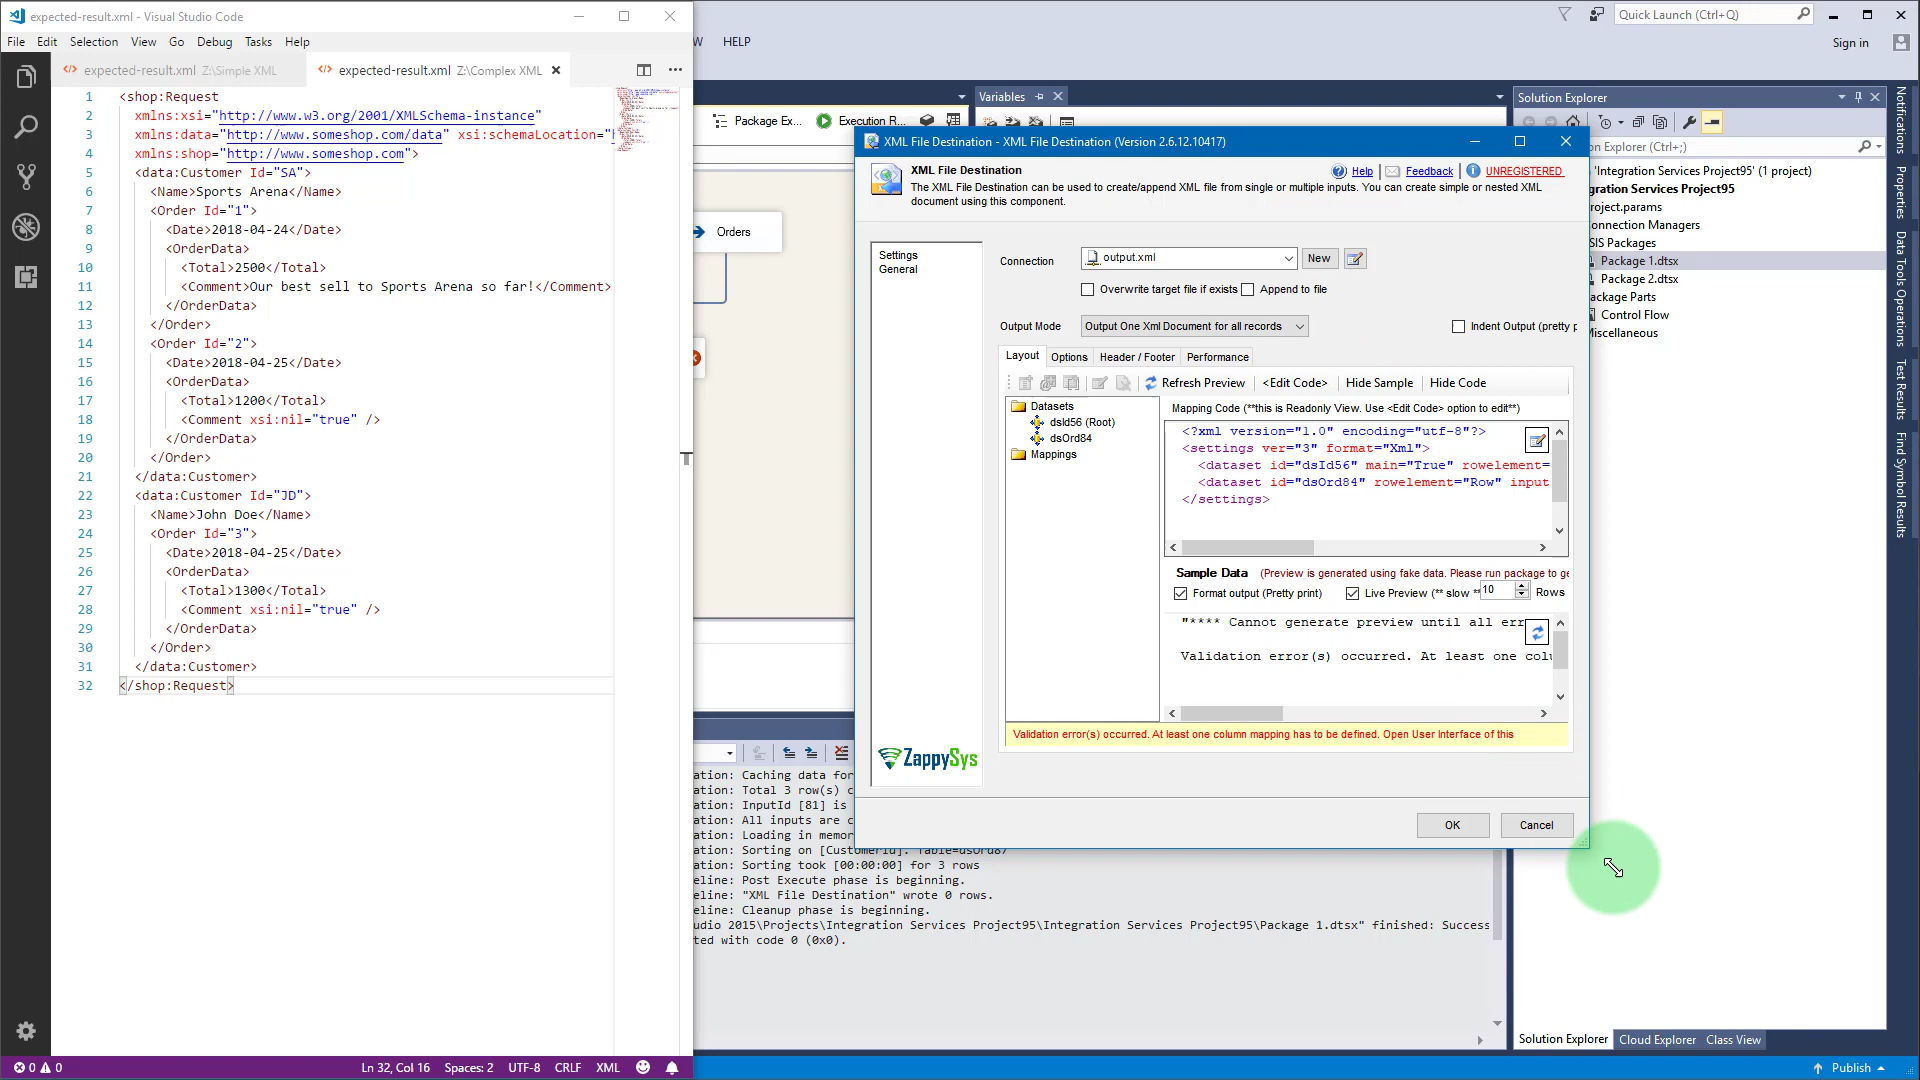 expected-result.xml - Visual Studio Code
File Edit Selection View Go Debug Tasks Help
expected-result.xml Z:\Simple XML
expected-result.xml Z:\Complex XML
1 <shop:Request
2 xmlns:xsi="http://www.w3.org/2001/XMLSchema-instance"
3 xmlns:data="http://www.someshop.com/data" xsi:schemaLocation="
4 xmlns:shop="http://www.someshop.com">
5 <data:Customer Id="SA">
6 <Name>Sports Arena</Name>
7 <Order Id="1">
8 <Date>2018-04-24</Date>
9 <OrderData>
10 <Total>2500</Total>
11 <Comment>Our best sell to Sports Arena so far!</Comment>
12 </OrderData>
13 </Order>
14 <Order Id="2">
15 <Date>2018-04-25</Date>
16 <OrderData>
17 <Total>1200</Total>
18 <Comment xsi:nil="true" />
19 </OrderData>
20 </Order>
21 </data:Customer>
22 <data:Customer Id="JD">
23 <Name>John Doe</Name>
24 <Order Id="3">
25 <Date>2018-04-25</Date>
26 <OrderData>
27 <Total>1300</Total>
28 <Comment xsi:nil="true" />
29 </OrderData>
30 </Order>
31 </data:Customer>
32 </shop:Request>
0 0 Ln 32, Col 16 Spaces: 2 UTF-8 CRLF XML
W HELP
Quick Launch (Ctrl+Q)
Sign in
Variables
Package Ex... Execution R...
Orders
XML File Destination - XML File Destination (Version 2.6.12.10417)
XML File Destination
Help Feedback UNREGISTERED
The XML File Destination can be used to create/append XML file from single or multiple inputs. You can create simple or nested XML
document using this component.
Settings
General
ZappySys
Connection output.xml New
Overwrite target file if exists Append to file
Output Mode Output One Xml Document for all records Indent Output (pretty p
Layout Options Header / Footer Performance
Refresh Preview <Edit Code> Hide Sample Hide Code
Datasets
dsId56 (Root)
dsOrd84
Mappings
Mapping Code (**this is Readonly View. Use <Edit Code> option to edit**)
<?xml version="1.0" encoding="utf-8"?>
<settings ver="3" format="Xml">
<dataset id="dsId56" main="True" rowelement=
<dataset id="dsOrd84" rowelement="Row" input
</settings>
Sample Data (Preview is generated using fake data. Please run package to ge
Format output (Pretty print) Live Preview (** slow ** 10 Rows
"**** Cannot generate preview until all err
Validation error(s) occurred. At least one colu
Validation error(s) occurred. At least one column mapping has to be defined. Open User Interface of this
OK Cancel
ation: Caching data for
ation: Total 3 row(s) c
ation: InputId [81] is
ation: All inputs are c
ation: Loading in memor
ation: Sorting on [CustomerId]. Table=dsOrd87
ation: Sorting took [00:00:00] for 3 rows
eline: Post Execute phase is beginning.
eline: "XML File Destination" wrote 0 rows.
eline: Cleanup phase is beginning.
udio 2015\Projects\Integration Services Project95\Integration Services Project95\Package 1.dtsx" finished: Success
ted with code 0 (0x0).
Solution Explorer
Explorer (Ctrl+;)
'Integration Services Project95' (1 project)
gration Services Project95
roject.params
onnection Managers
SIS Packages
Package 1.dtsx
Package 2.dtsx
ackage Parts
Control Flow
Miscellaneous
Solution Explorer Cloud Explorer Class View
Publish
Notifications
Properties
Data Tools Operations
Test Results
Find Symbol Results